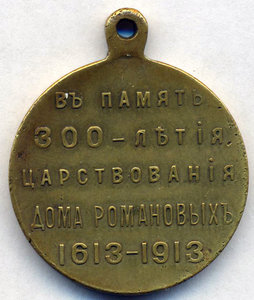 ВЪ ПАМЯТЬ
300-ЛѢТІЯ
ЦАРСТВОВАНІЯ
ДОМА РОМАНОВЫХЪ
1613-1913